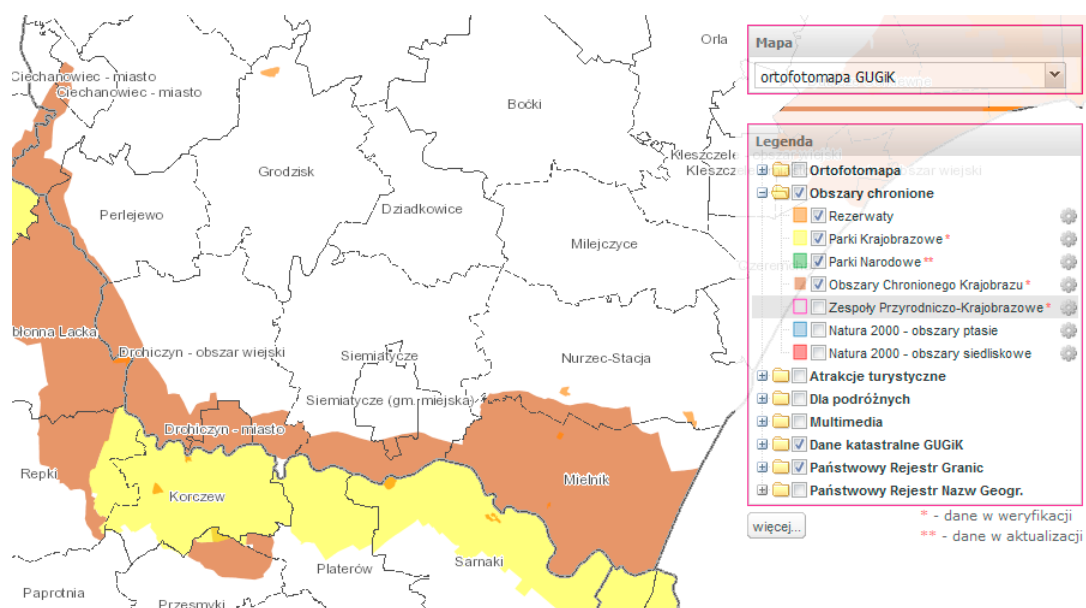 Orla
Ciechanowiec - miasto
Ciechanowiec - miasto
Boćki
Kleszczele - obszar wiejski
Grodzisk
Perlejewo
Dziadkowice
Milejczyce
Drohiczyn - obszar wiejski
Siemiatycze
Nurzec-Stacja
Siemiatycze (gm. miejska)
Drohiczyn - miasto
Repki
Korczew
Mielnik
Platerów
Sarnaki
Paprotnia
Przesmyki
Mapa
ortofotomapa GUGiK
Legenda
Ortofotomapa
Obszary chronione
Rezerwaty
Parki Krajobrazowe *
Parki Narodowe **
Obszary Chronionego Krajobrazu *
Zespoły Przyrodniczo-Krajobrazowe *
Natura 2000 - obszary ptasie
Natura 2000 - obszary siedliskowe
Atrakcje turystyczne
Dla podróżnych
Multimedia
Dane katastralne GUGiK
Państwowy Rejestr Granic
Państwowy Rejestr Nazw Geogr.
więcej...
* - dane w weryfikacji
** - dane w aktualizacji